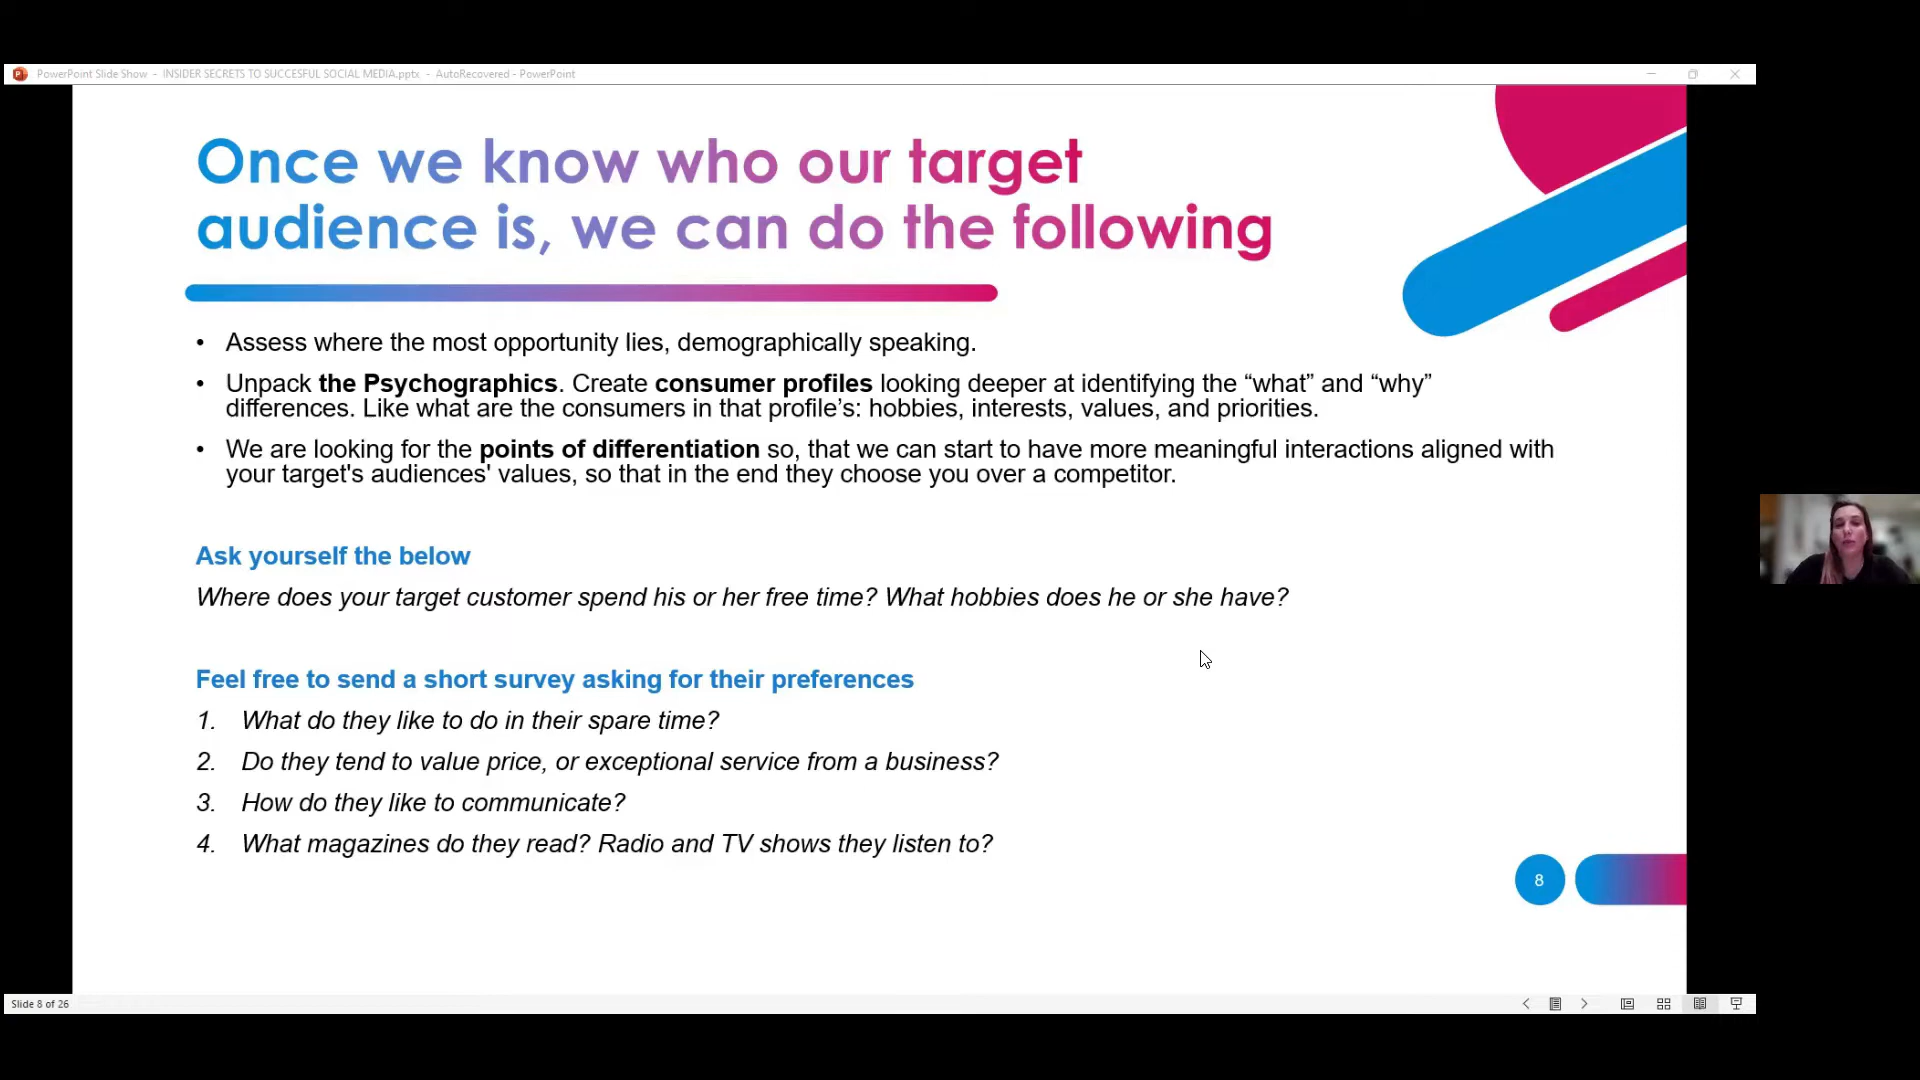 PowerPoint Slide Show - INSIDER SECRETS TO SUCCESFUL SOCIAL MEDIA.pptx - AutoRecovered - PowerPoint
Once we know who our target
audience is, we can do the following
• Assess where the most opportunity lies, demographically speaking.
• Unpack the Psychographics. Create consumer profiles looking deeper at identifying the “what” and “why”
differences. Like what are the consumers in that profile’s: hobbies, interests, values, and priorities.
• We are looking for the points of differentiation so, that we can start to have more meaningful interactions aligned with
your target's audiences' values, so that in the end they choose you over a competitor.
Ask yourself the below
Where does your target customer spend his or her free time? What hobbies does he or she have?
Feel free to send a short survey asking for their preferences
1. What do they like to do in their spare time?
2. Do they tend to value price, or exceptional service from a business?
3. How do they like to communicate?
4. What magazines do they read? Radio and TV shows they listen to?
8
Slide 8 of 26